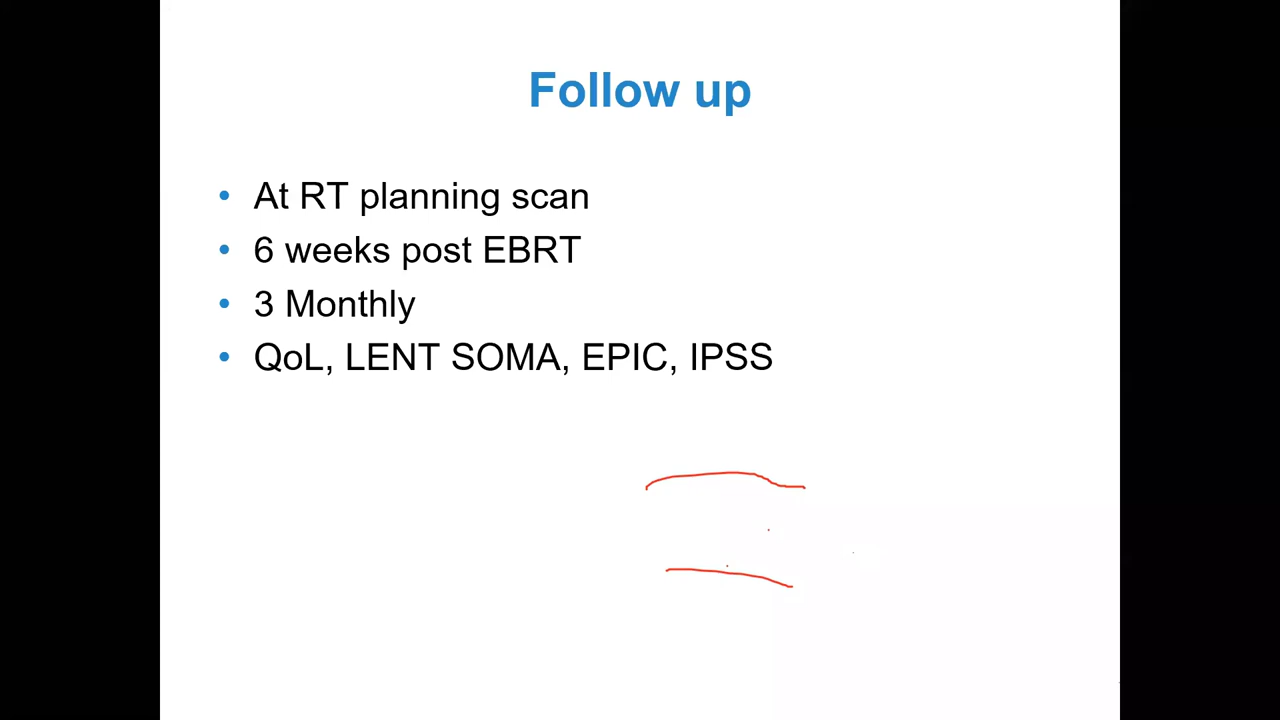 Follow up
• At RT planning scan
• 6 weeks post EBRT
• 3 Monthly
• QoL, LENT SOMA, EPIC, IPSS